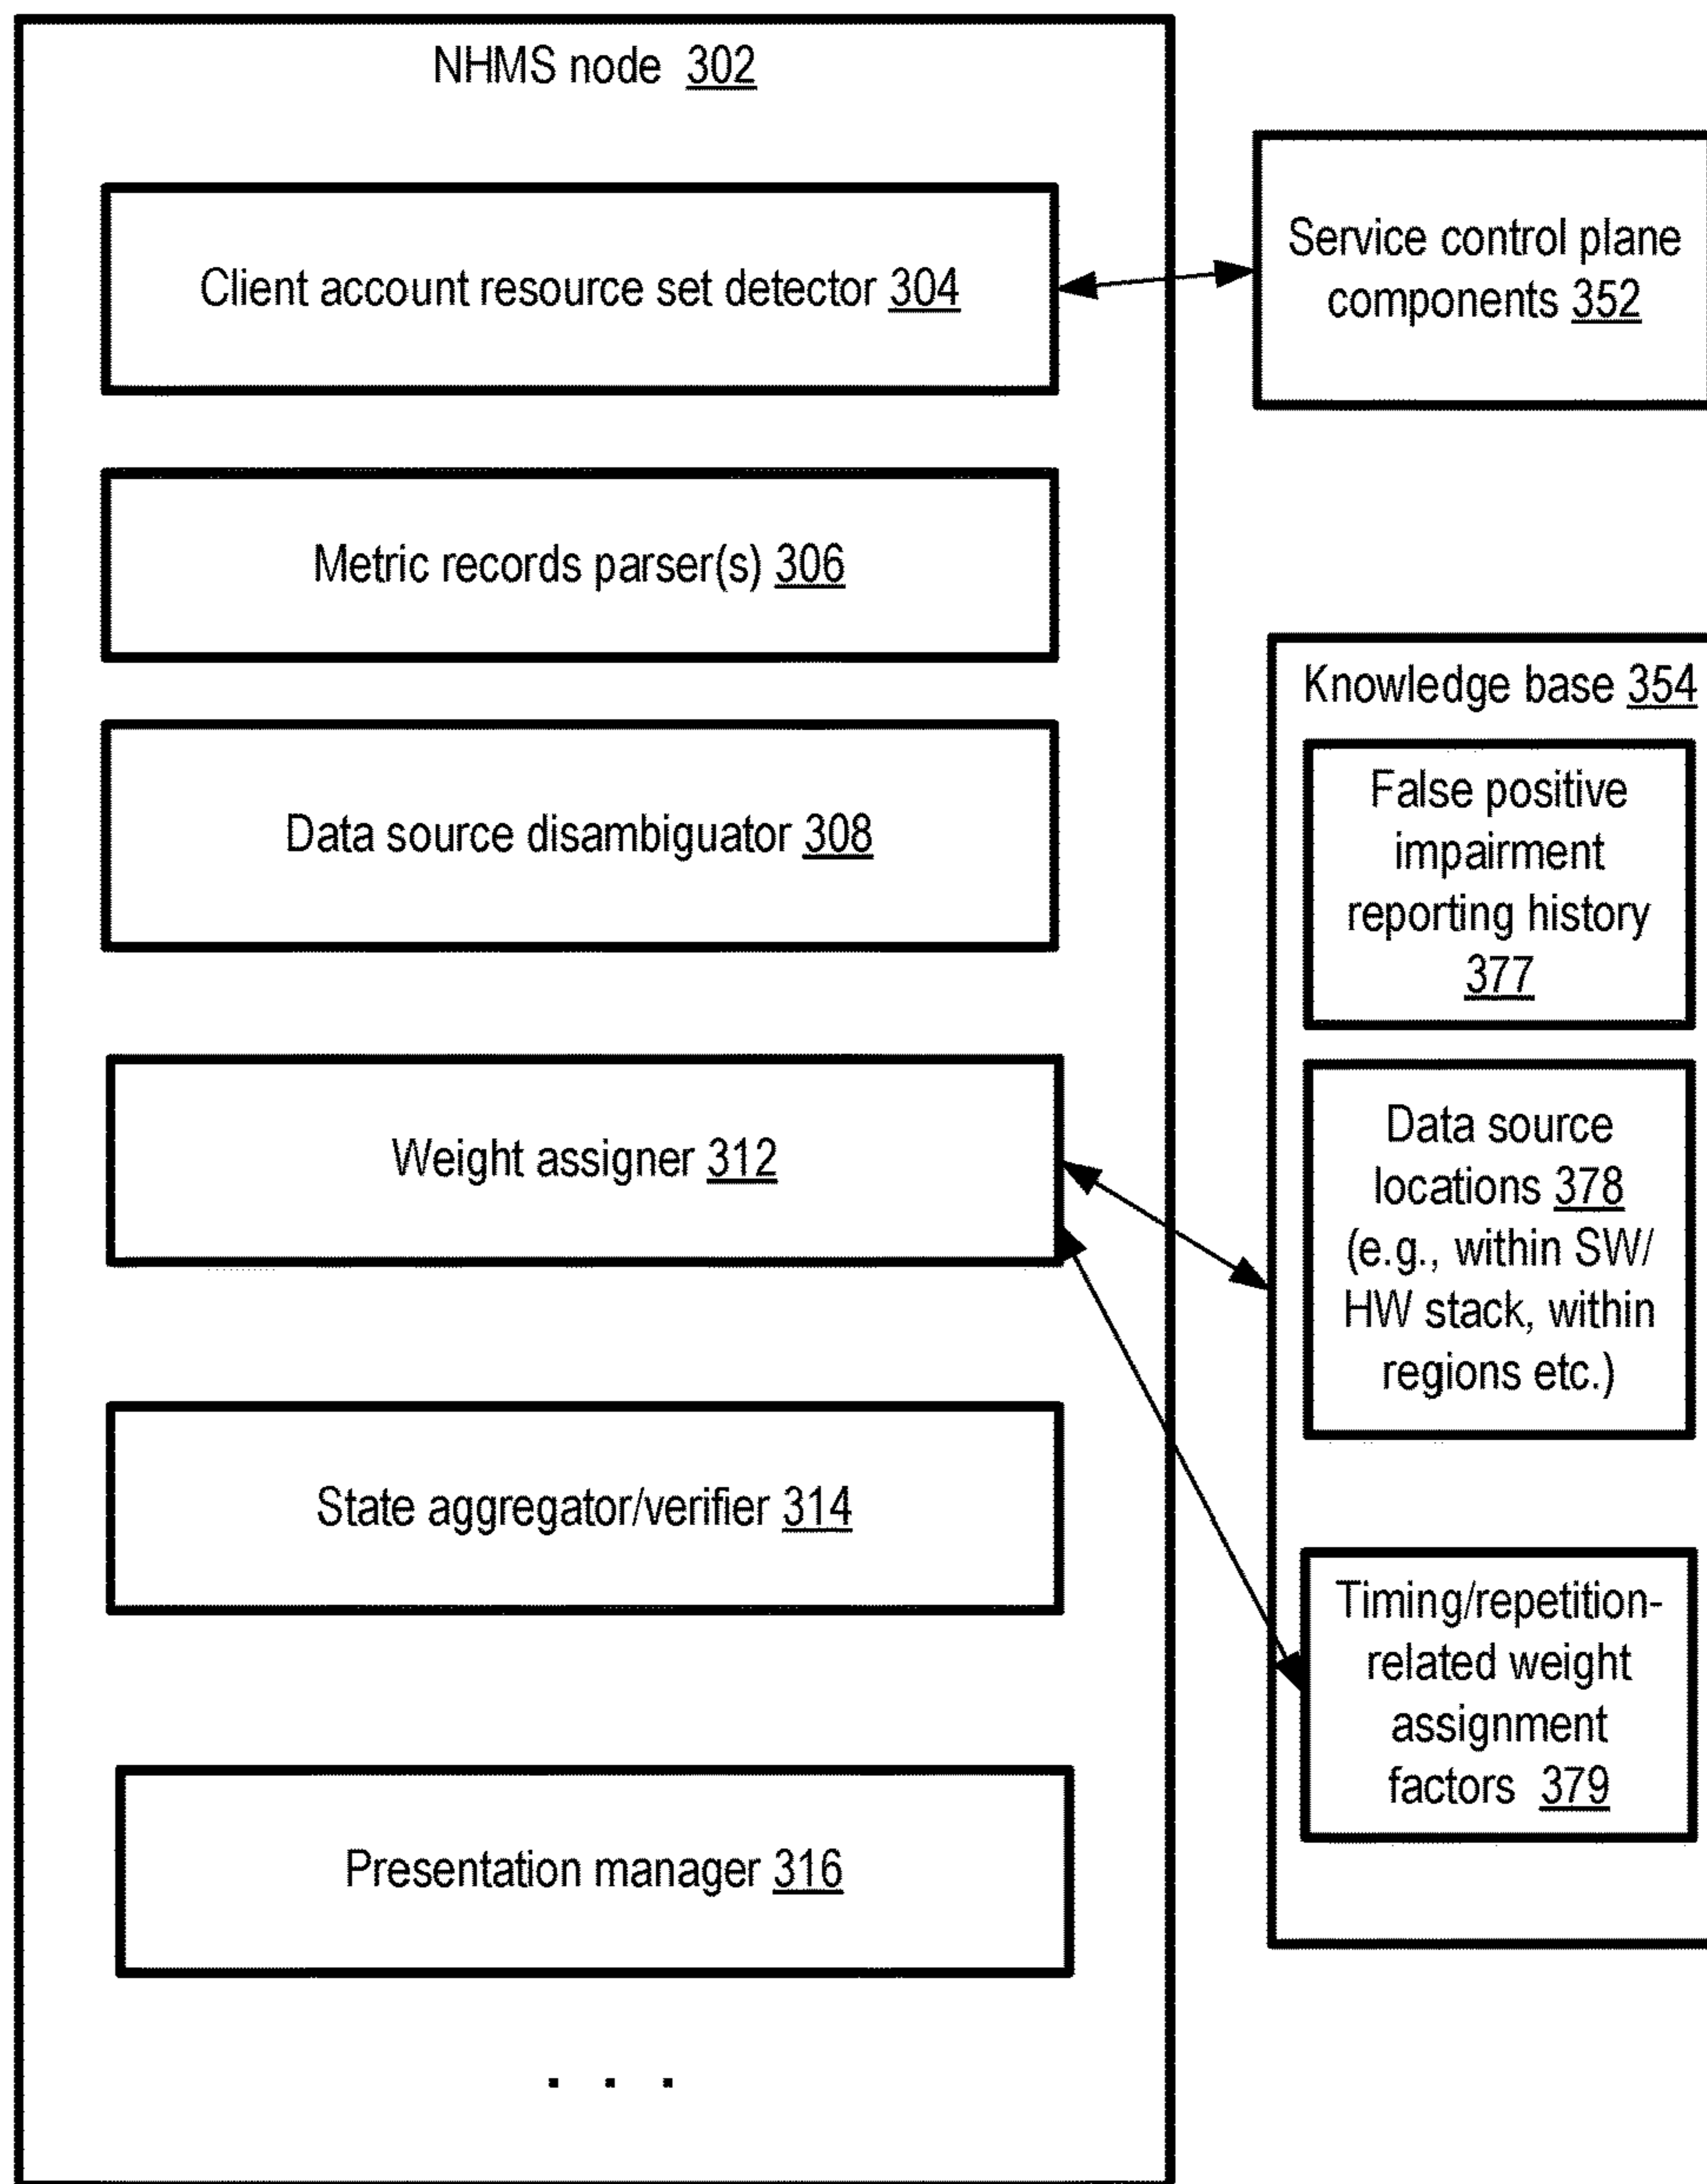 NHMS node 302
Client account resource set detector 304
Service control plane
components 352
Metric records parser(s) 306
Data source disambiguator 308
Weight assigner 312
State aggregator/verifier 314
Presentation manager 316
. . .
Knowledge base 354
False positive
impairment
reporting history
377
Data source
locations 378
(e.g., within SW/
HW stack, within
regions etc.)
Timing/repetition-
related weight
assignment
factors 379